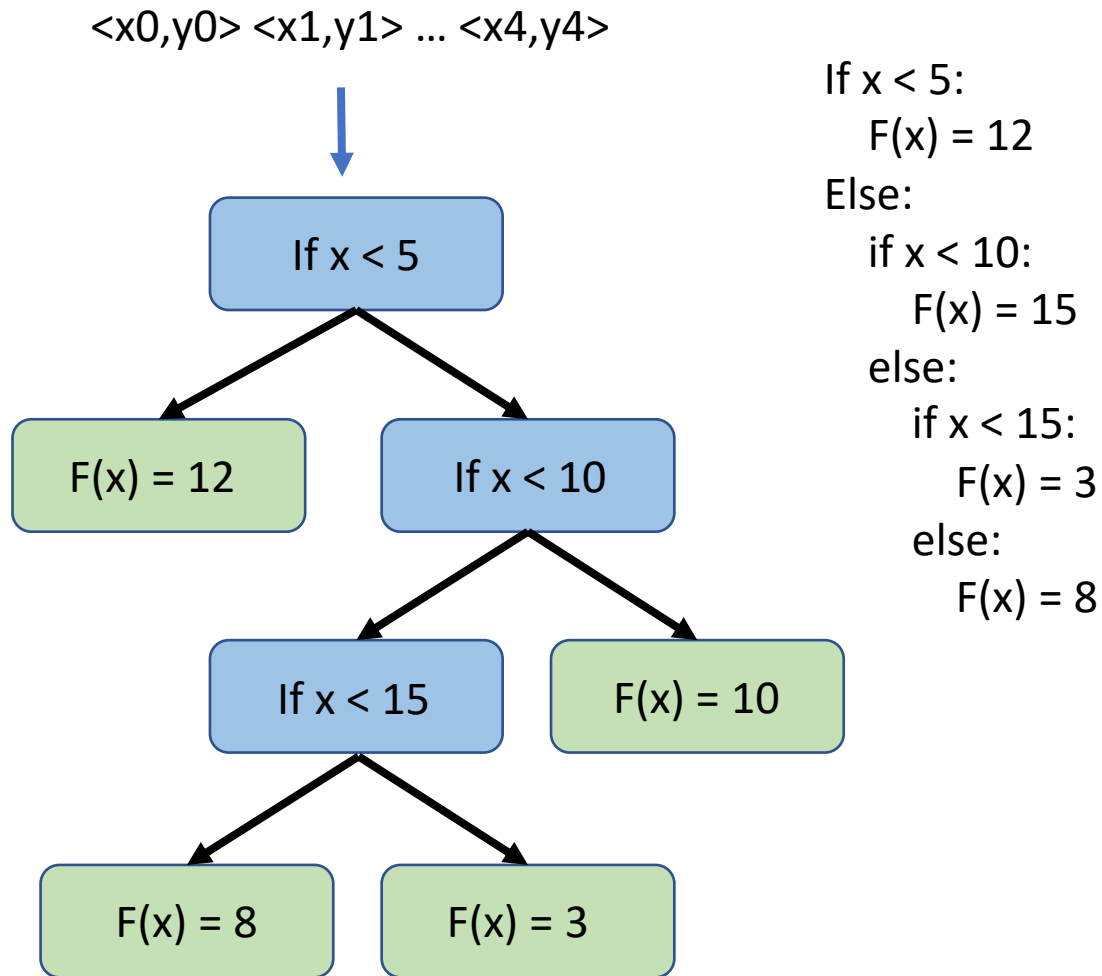 <x0,y0> <x1,y1> ... <x4,y4>
If x < 5
F(x) = 12
If x < 10
If x < 15
F(x) = 10
F(x) = 8
F(x) = 3
If x < 5:
F(x) = 12
Else:
if x < 10:
F(x) = 15
else:
if x < 15:
F(x) = 3
else:
F(x) = 8